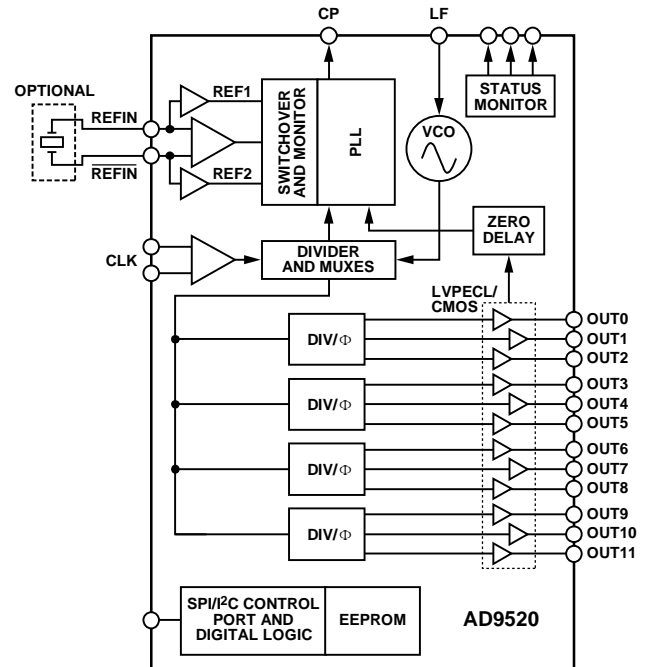 CP
LF
OPTIONAL
REFIN
REFIN
REF1
REF2
SWITCHOVER
AND MONITOR
PLL
VCO
STATUS
MONITOR
ZERO
DELAY
CLK
DIVIDER
AND MUXES
LVPECL/
CMOS
DIV/Φ
OUT0
OUT1
OUT2
DIV/Φ
OUT3
OUT4
OUT5
DIV/Φ
OUT6
OUT7
OUT8
DIV/Φ
OUT9
OUT10
OUT11
SPI/I²C CONTROL
PORT AND
DIGITAL LOGIC
EEPROM
AD9520